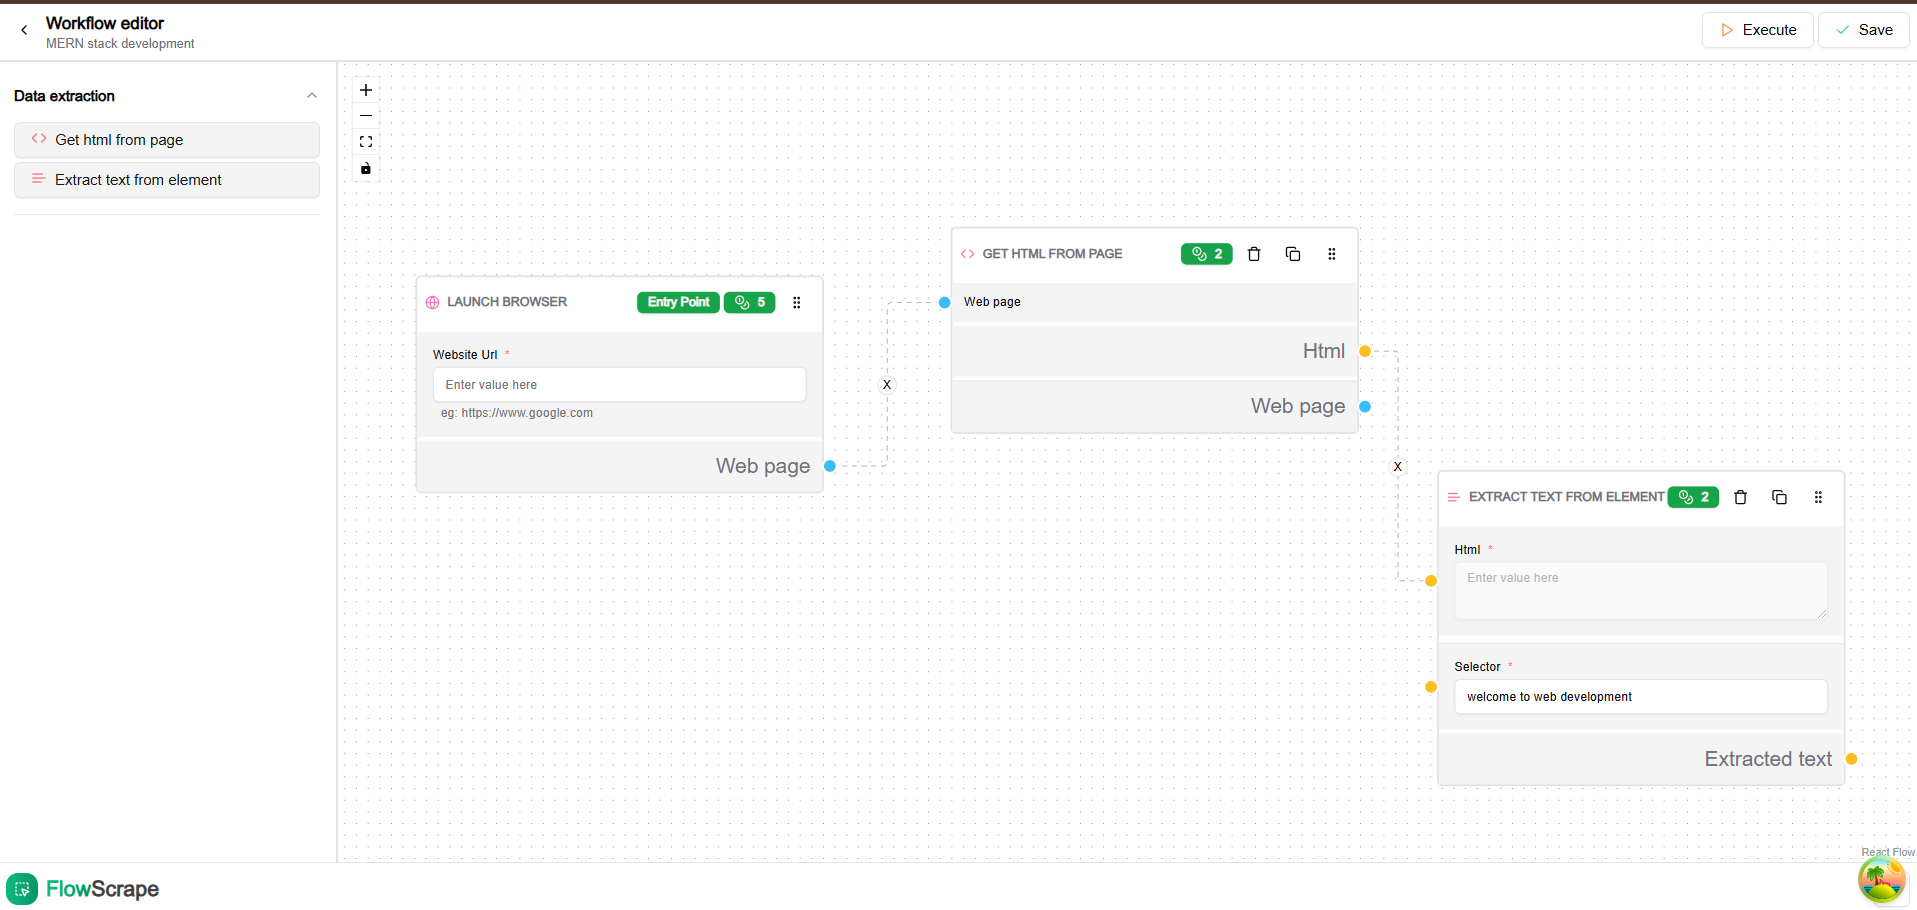 Workflow editor
MERN stack development
Execute
Save
Data extraction
Get html from page
Extract text from element
LAUNCH BROWSER
Entry Point
5
Website Url *
Enter value here
eg: https://www.google.com
Web page
X
GET HTML FROM PAGE
2
Web page
Html
Web page
X
EXTRACT TEXT FROM ELEMENT
2
Html *
Enter value here
Selector *
welcome to web development
Extracted text
React Flow
FlowScrape